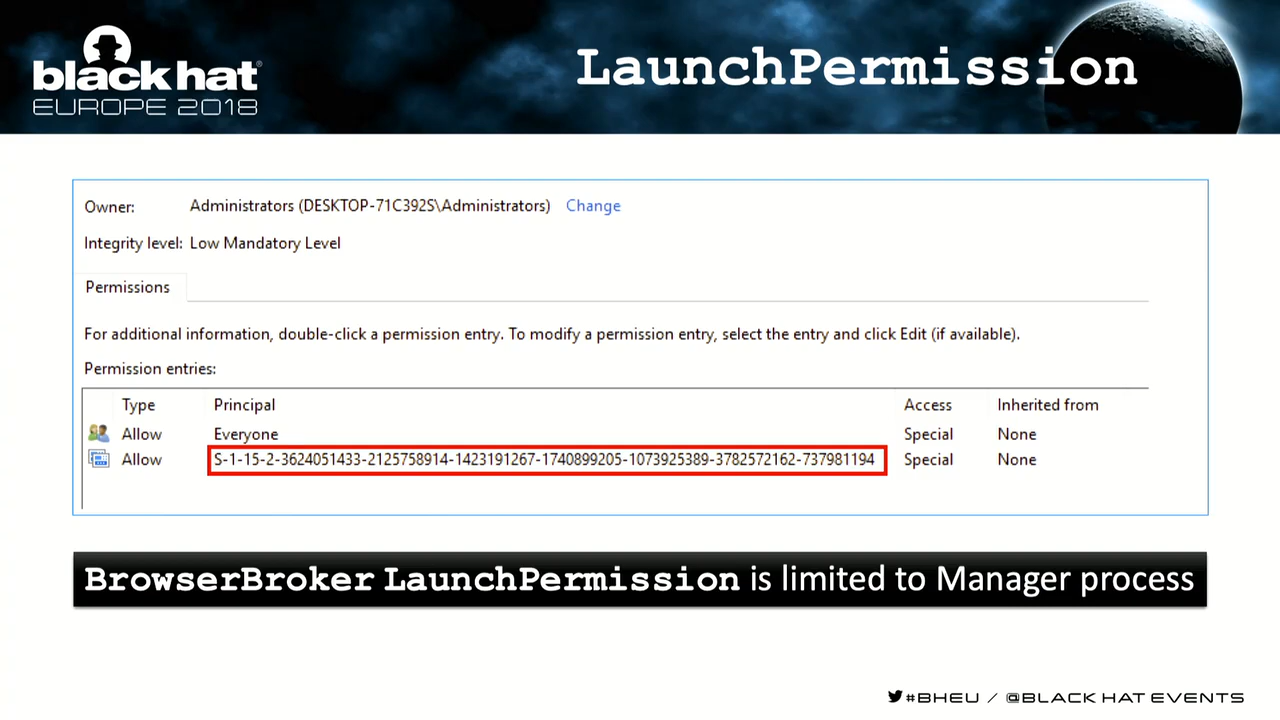 black hat®
EUROPE 2018
LaunchPermission
Owner: Administrators (DESKTOP-71C392S\Administrators) Change
Integrity level: Low Mandatory Level
Permissions
For additional information, double-click a permission entry. To modify a permission entry, select the entry and click Edit (if available).
Permission entries:
Type Principal Access Inherited from
Allow Everyone Special None
Allow S-1-15-2-3624051433-2125758914-1423191267-1740899205-1073925389-3782572162-737981194 Special None
BrowserBroker LaunchPermission is limited to Manager process
#BHEU / @BLACK HAT EVENTS